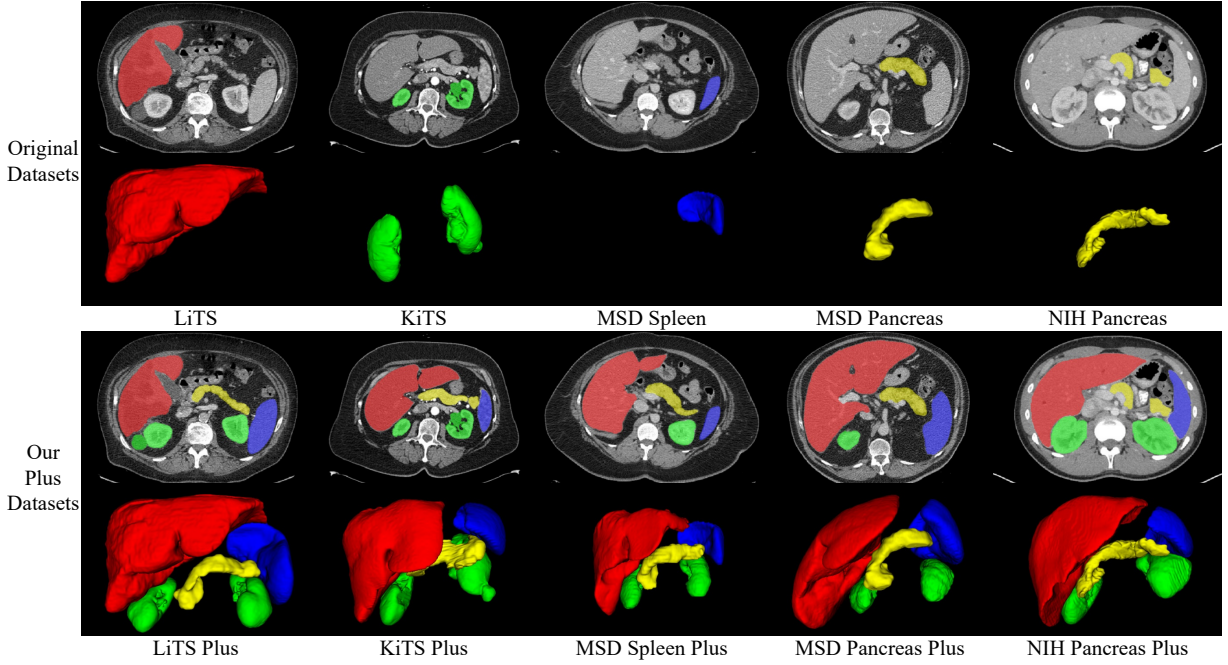 Original
Datasets
LiTS
KiTS
MSD Spleen
MSD Pancreas
NIH Pancreas
Our
Plus
Datasets
LiTS Plus
KiTS Plus
MSD Spleen Plus
MSD Pancreas Plus
NIH Pancreas Plus